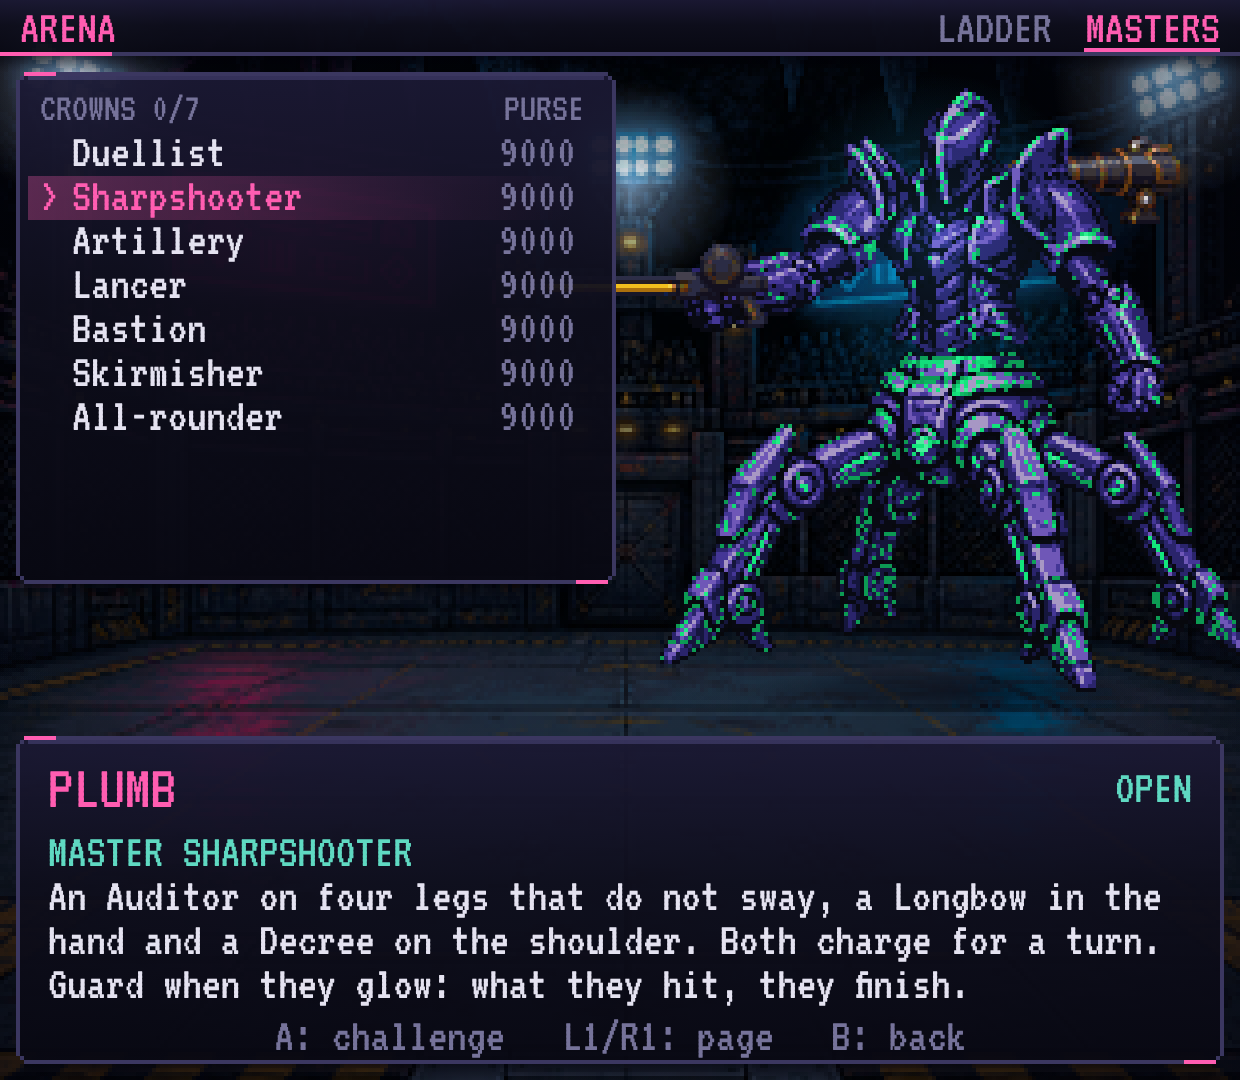 ARENA LADDER MASTERS
CROWNS 0/7 PURSE
Duellist 9000
> Sharpshooter 9000
Artillery 9000
Lancer 9000
Bastion 9000
Skirmisher 9000
All-rounder 9000
PLUMB OPEN
MASTER SHARPSHOOTER
An Auditor on four legs that do not sway, a Longbow in the
hand and a Decree on the shoulder. Both charge for a turn.
Guard when they glow: what they hit, they finish.
A: challenge L1/R1: page B: back